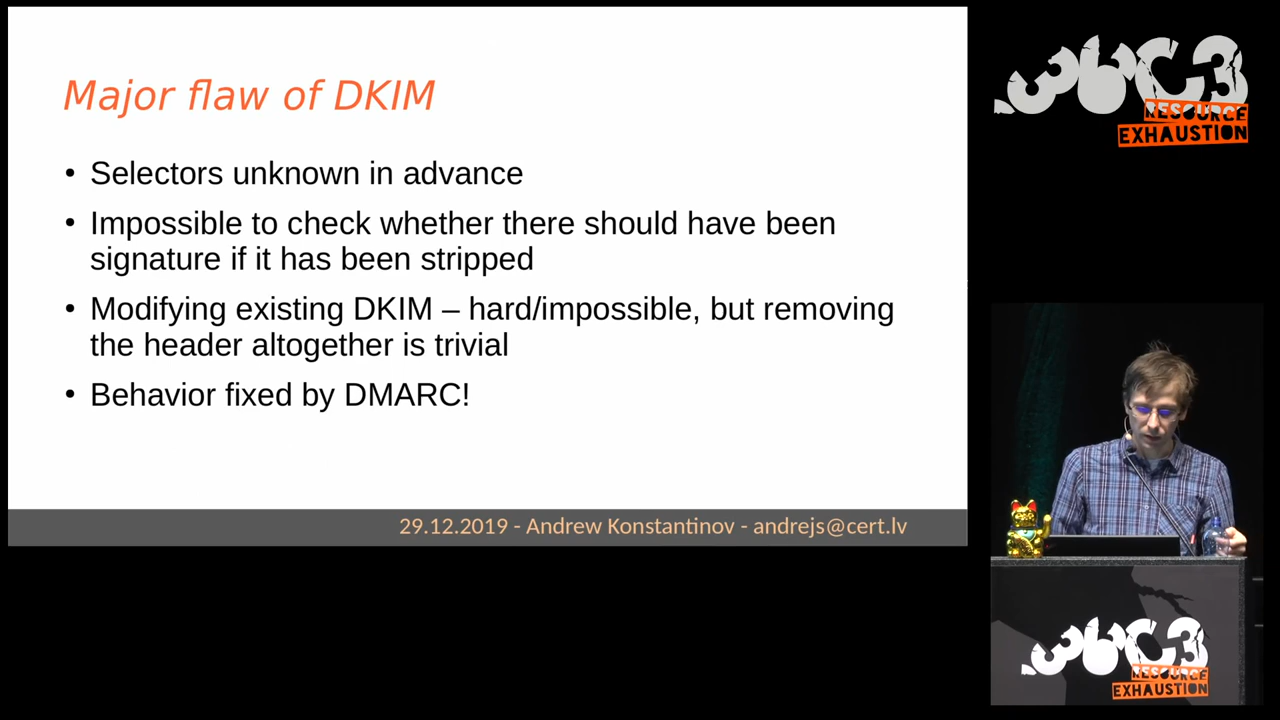 Major flaw of DKIM
• Selectors unknown in advance
• Impossible to check whether there should have been
signature if it has been stripped
• Modifying existing DKIM – hard/impossible, but removing
the header altogether is trivial
• Behavior fixed by DMARC!
29.12.2019 - Andrew Konstantinov - andrejs@cert.lv
36C3
RESOURCE
EXHAUSTION
36C3
RESOURCE
EXHAUSTION